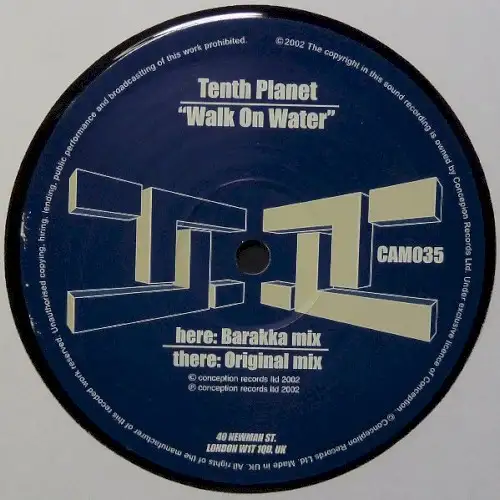 Tenth Planet
“Walk On Water”
CAM035
here: Barakka mix
there: Original mix
© conception records ltd 2002
℗ conception records ltd 2002
40 NEWMAN ST.
LONDON W1T 1QD, UK
© 2002 The copyright in this sound recording is owned by Conception Records Ltd. Under exclusive licence of Conception. © Conception Records Ltd. Made in UK. All rights of the manufacturer of this recoded work reserved. Unauthorised copying, hiring, lending, public performance and broadcastting of this work prohibited.